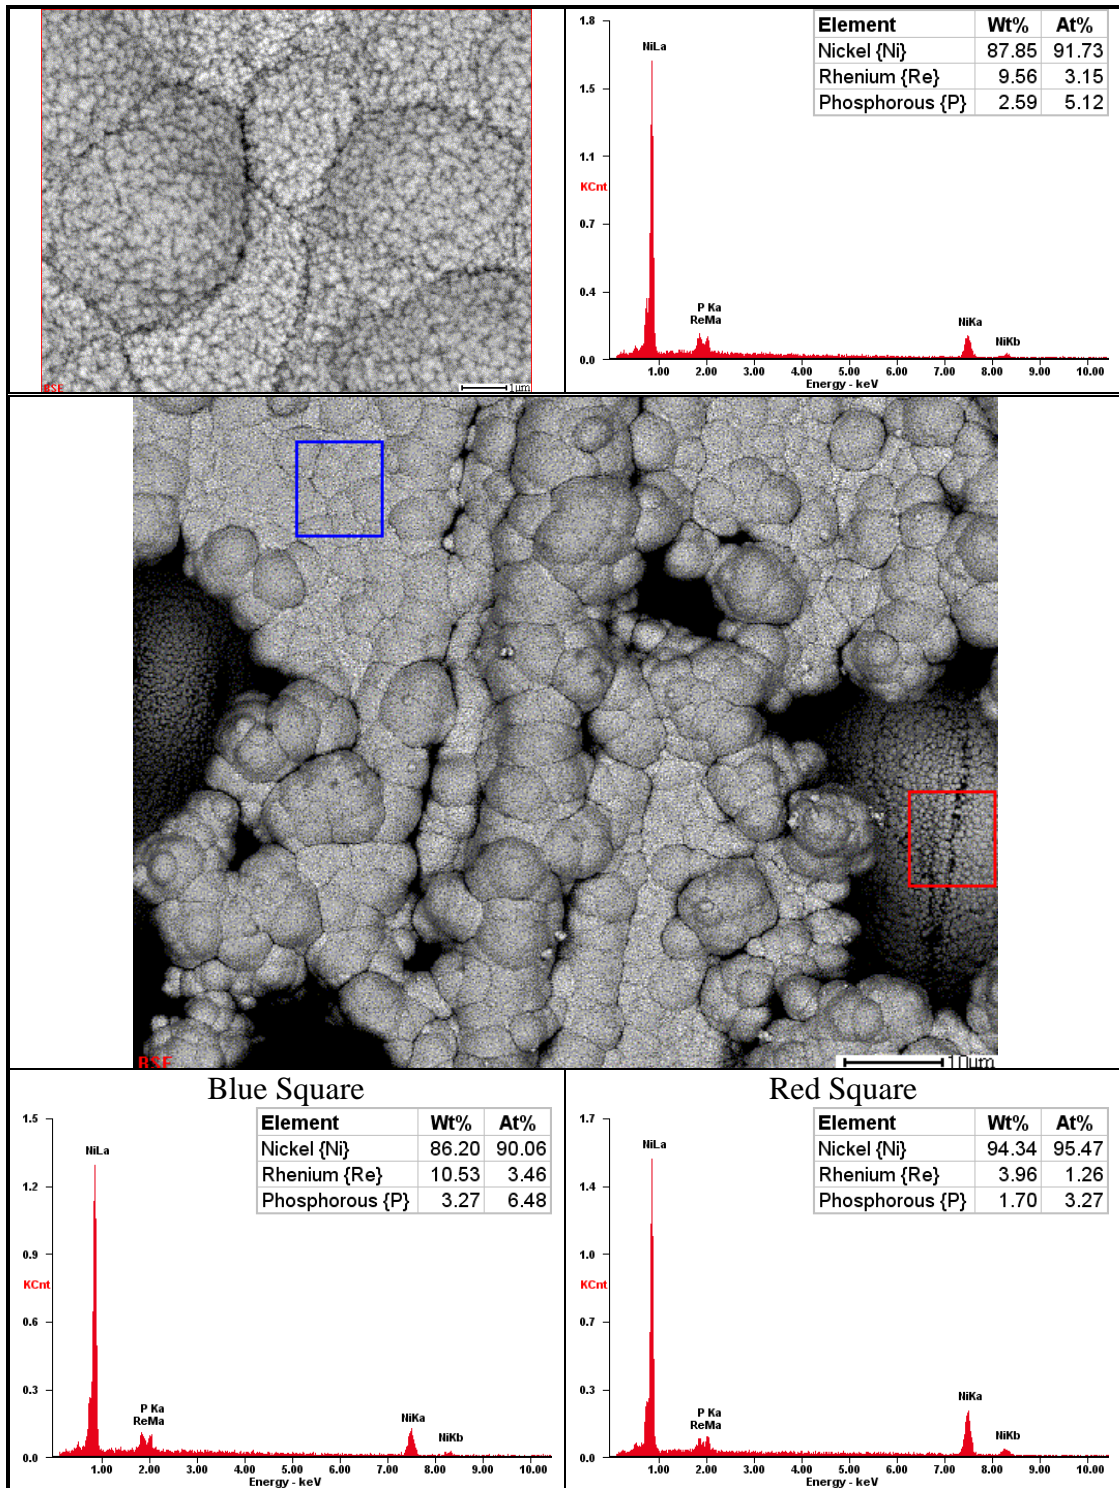 BSE
1µm
Element Wt% At%
Nickel {Ni} 87.85 91.73
Rhenium {Re} 9.56 3.15
Phosphorous {P} 2.59 5.12
1.8
1.5
1.1
KCnt
0.7
0.4
0.0
NiLa
P Ka
ReMa
NiKa
NiKb
1.00 2.00 3.00 4.00 5.00 6.00 7.00 8.00 9.00 10.00
Energy - keV
BSE
10µm
Blue Square
Element Wt% At%
Nickel {Ni} 86.20 90.06
Rhenium {Re} 10.53 3.46
Phosphorous {P} 3.27 6.48
1.5
1.2
0.9
KCnt
0.6
0.3
0.0
NiLa
P Ka
ReMa
NiKa
NiKb
1.00 2.00 3.00 4.00 5.00 6.00 7.00 8.00 9.00 10.00
Energy - keV
Red Square
Element Wt% At%
Nickel {Ni} 94.34 95.47
Rhenium {Re} 3.96 1.26
Phosphorous {P} 1.70 3.27
1.7
1.4
1.0
KCnt
0.7
0.3
0.0
NiLa
P Ka
ReMa
NiKa
NiKb
1.00 2.00 3.00 4.00 5.00 6.00 7.00 8.00 9.00 10.00
Energy - keV